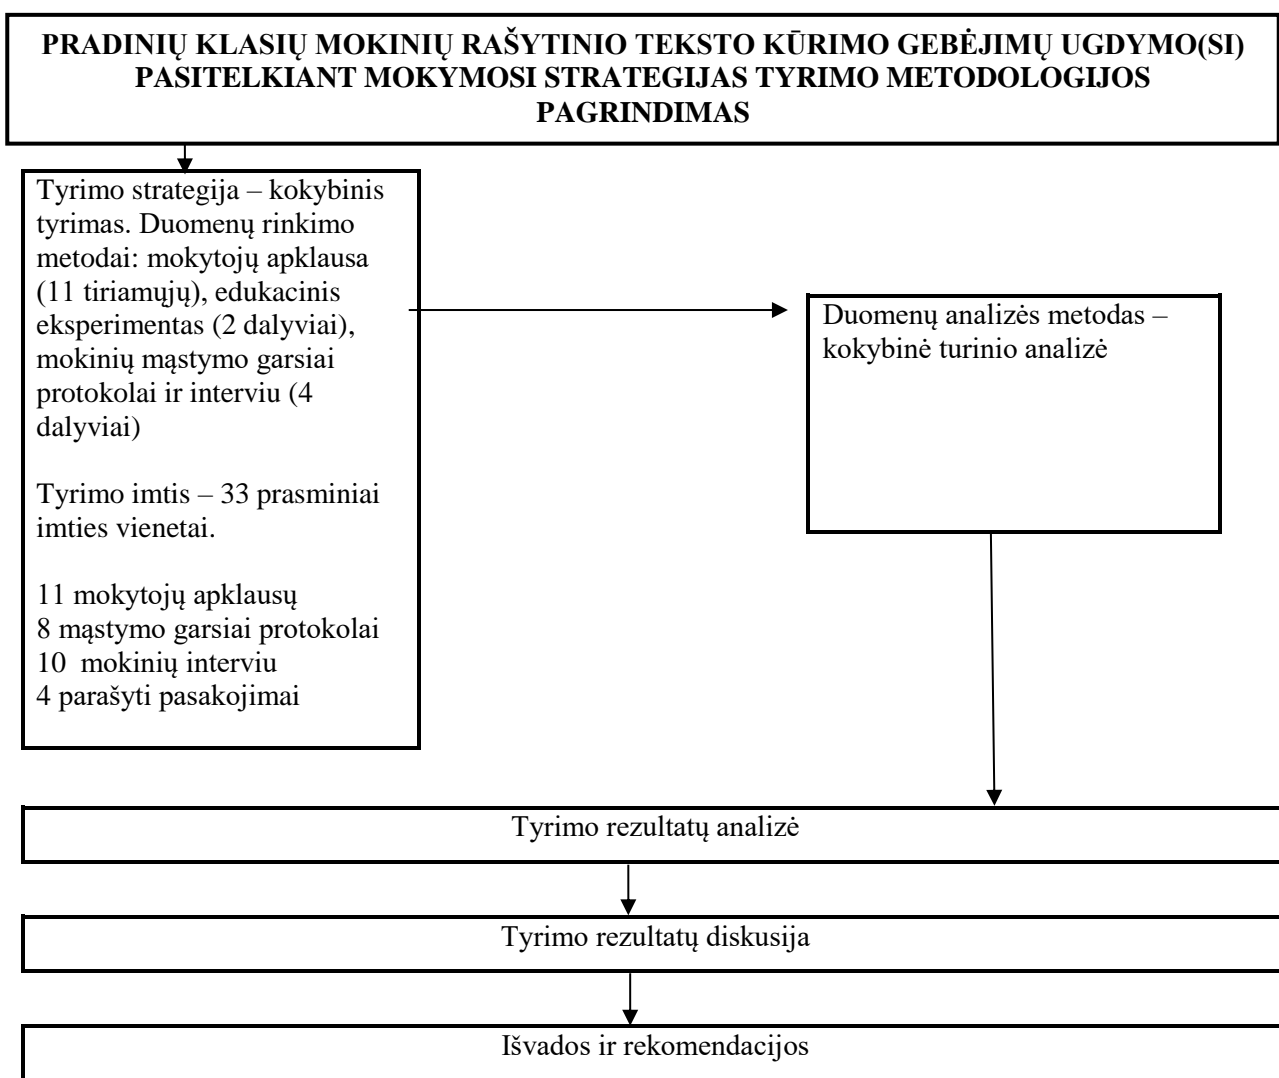 PRADINIŲ KLASIŲ MOKINIŲ RAŠYTINIO TEKSTO KŪRIMO GEBĖJIMŲ UGDYMO(SI)
PASITELKIANT MOKYMOSI STRATEGIJAS TYRIMO METODOLOGIJOS
PAGRINDIMAS
Tyrimo strategija – kokybinis
tyrimas. Duomenų rinkimo
metodai: mokytojų apklausa
(11 tiriamųjų), edukacinis
eksperimentas (2 dalyviai),
mokinių mąstymo garsiai
protokolai ir interviu (4
dalyviai)
Tyrimo imtis – 33 prasminiai
imties vienetai.
11 mokytojų apklausų
8 mąstymo garsiai protokolai
10 mokinių interviu
4 parašyti pasakojimai
Duomenų analizės metodas –
kokybinė turinio analizė
Tyrimo rezultatų analizė
Tyrimo rezultatų diskusija
Išvados ir rekomendacijos